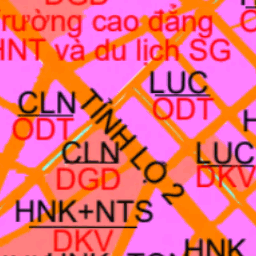 DGD
rường cao đẳng
HNT và du lịch SG
LUC
ODT
CLN
ODT
TỈNH LỘ 2
CLN
DGD
LUC
DKV
HNK+NTS
DKV
HNK